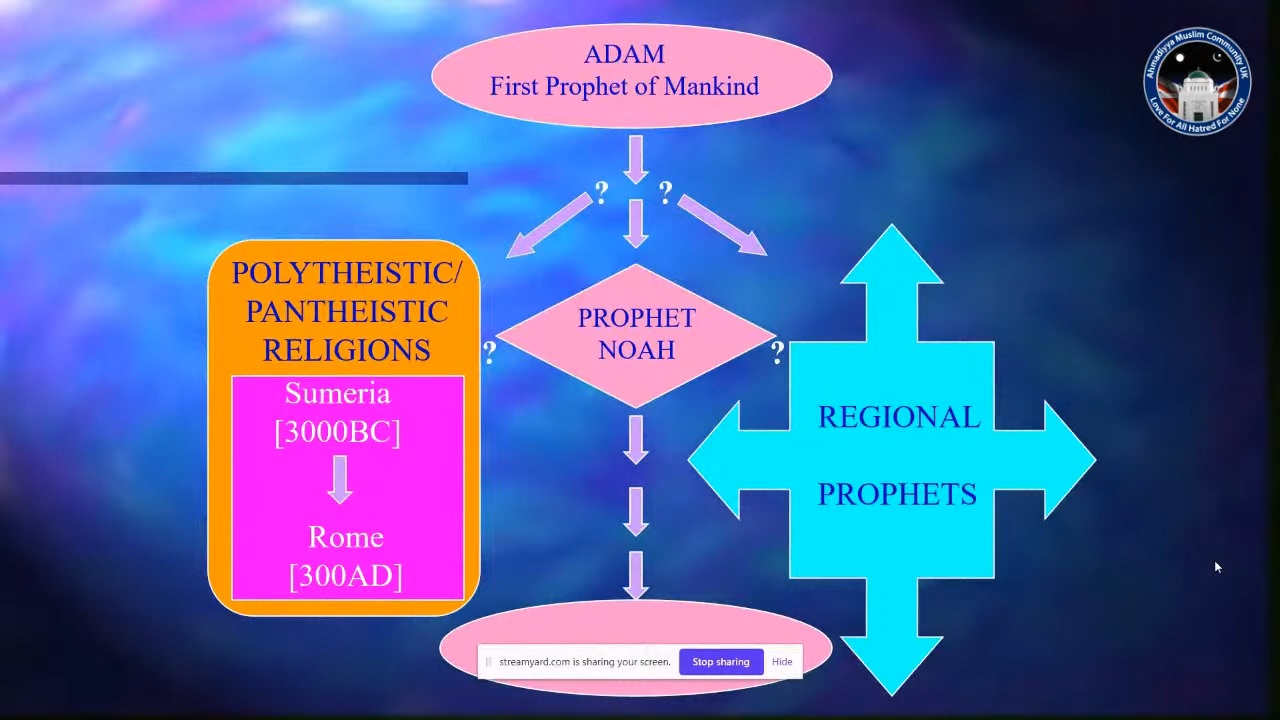 ADAM
First Prophet of Mankind
Ahmadiyya Muslim Community UK
Love For All Hatred For None
?
?
POLYTHEISTIC/
PANTHEISTIC
RELIGIONS
Sumeria
[3000BC]
Rome
[300AD]
?
PROPHET
NOAH
?
REGIONAL
PROPHETS
streamyard.com is sharing your screen.
Stop sharing
Hide